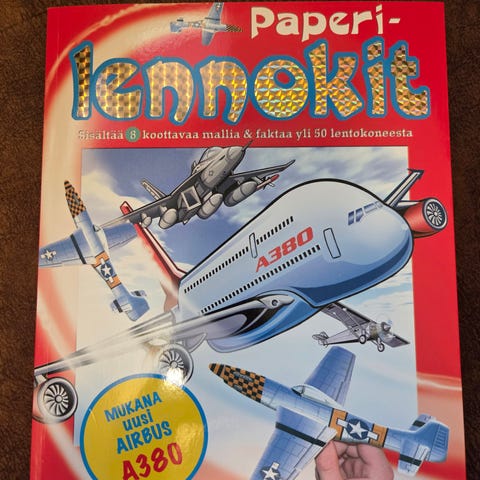 Paperi-
lennokit
Sisältää 8 koottavaa mallia & faktaa yli 50 lentokoneesta
A380
MUKANA
uusi
AIRBUS
A380